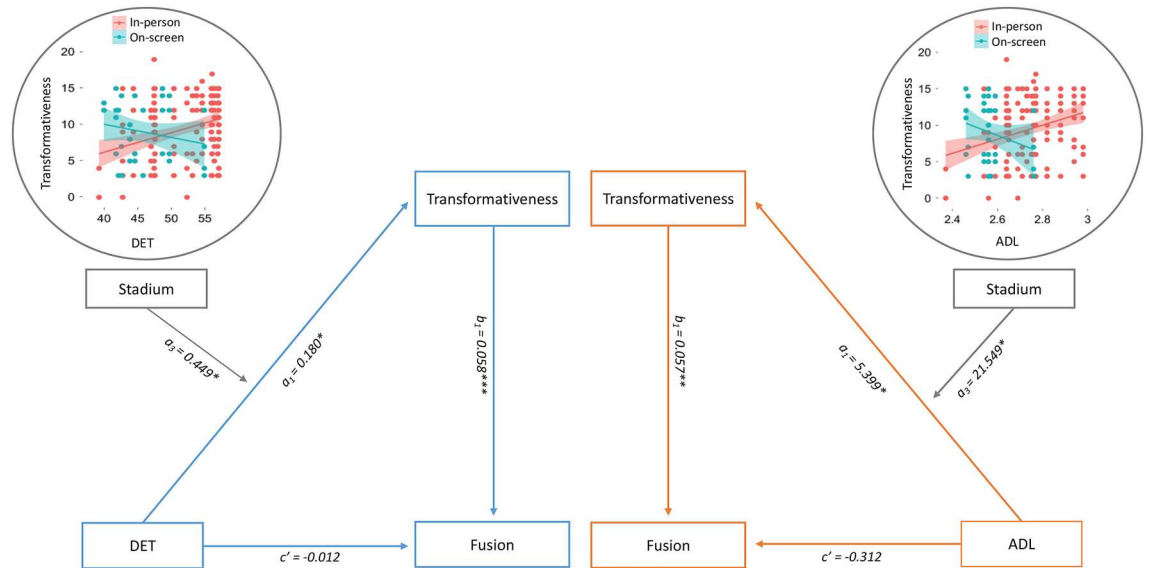 In-person
On-screen
20
15
10
5
0
Transformativeness
40 45 50 55
DET
In-person
On-screen
20
15
10
5
0
Transformativeness
2.4 2.6 2.8 3
ADL
Transformativeness
Transformativeness
Stadium
Stadium
a3 = 0.449*
a1 = 0.180*
b1 = 0.058***
b1 = 0.057**
a1 = 5.399*
a3 = 21.549*
DET
Fusion
Fusion
ADL
c’ = -0.012
c’ = -0.312